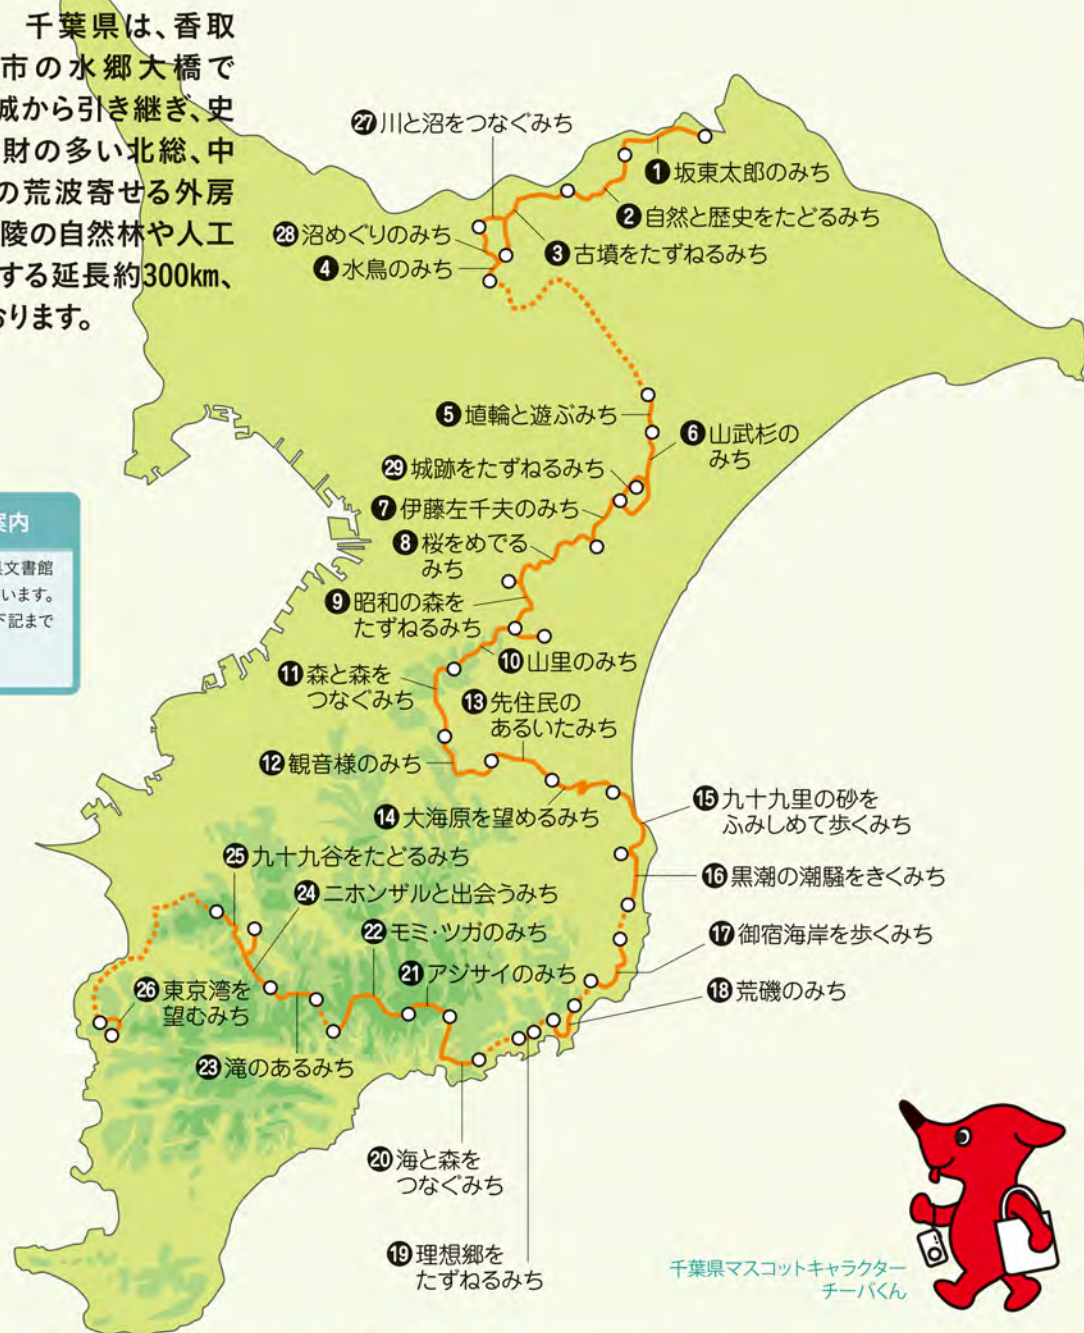 千葉県は、香取
市の水郷大橋で
城から引き継ぎ、史
財の多い北総、中
の荒波寄せる外房
陵の自然林や人工
する延長約300km、
おります。
㉗川と沼をつなぐみち
❶坂東太郎のみち
❷自然と歴史をたどるみち
㉘沼めぐりのみち
❸古墳をたずねるみち
❹水鳥のみち
❺埴輪と遊ぶみち
❻山武杉の
みち
㉙城跡をたずねるみち
❼伊藤左千夫のみち
❽桜をめでる
みち
案内
県文書館
います。
下記まで
❾昭和の森を
たずねるみち
❿山里のみち
⓫森と森を
つなぐみち
⓭先住民の
あるいたみち
⓬観音様のみち
⓮大海原を望めるみち
⓯九十九里の砂を
ふみしめて歩くみち
㉕九十九谷をたどるみち
⓰黒潮の潮騒をきくみち
㉔ニホンザルと出会うみち
㉒モミ・ツガのみち
⓱御宿海岸を歩くみち
㉑アジサイのみち
⓲荒磯のみち
㉖東京湾を
望むみち
㉓滝のあるみち
⓴海と森を
つなぐみち
⓳理想郷を
たずねるみち
千葉県マスコットキャラクター
チーバくん